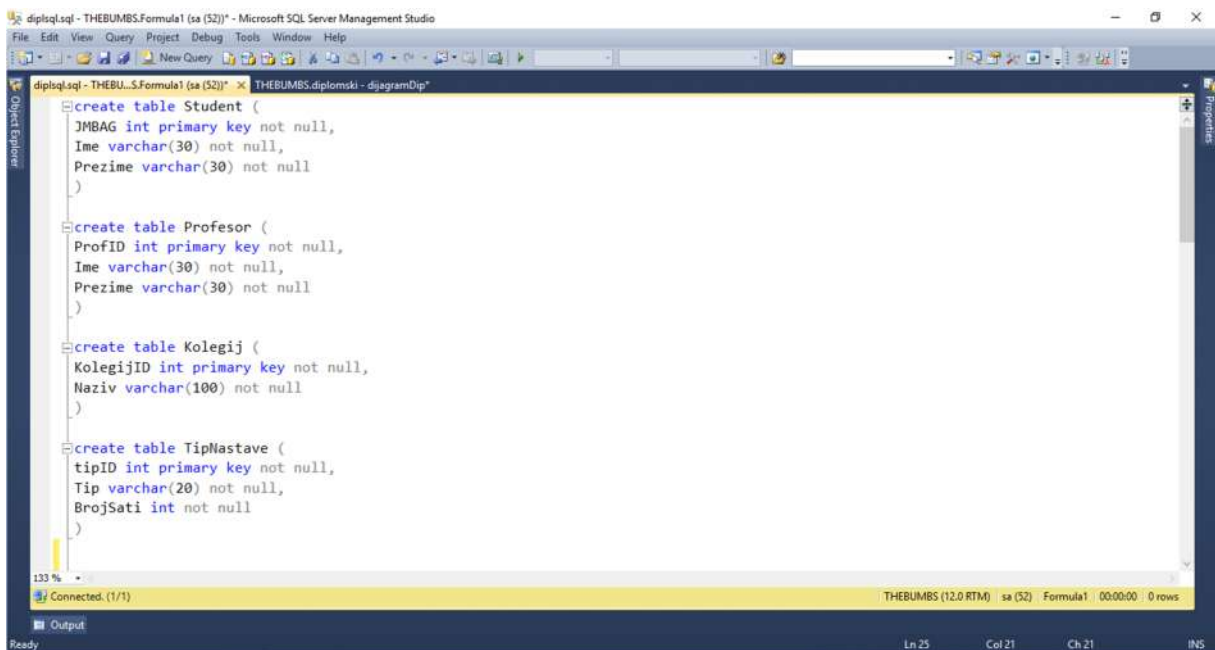 diplsql.sql - THEBUMBS.Formula1 (sa (52))* - Microsoft SQL Server Management Studio
File Edit View Query Project Debug Tools Window Help
New Query
diplsql.sql - THEBU...S.Formula1 (sa (52))* THEBUMBS.diplomski - dijagramDip*
Object Explorer
Properties
create table Student (
JMBAG int primary key not null,
Ime varchar(30) not null,
Prezime varchar(30) not null
)
create table Profesor (
ProfID int primary key not null,
Ime varchar(30) not null,
Prezime varchar(30) not null
)
create table Kolegij (
KolegijID int primary key not null,
Naziv varchar(100) not null
)
create table TipNastave (
tipID int primary key not null,
Tip varchar(20) not null,
BrojSati int not null
)
133 %
Connected. (1/1) THEBUMBS (12.0 RTM) sa (52) Formula1 00:00:00 0 rows
Output
Ready Ln 25 Col 21 Ch 21 INS